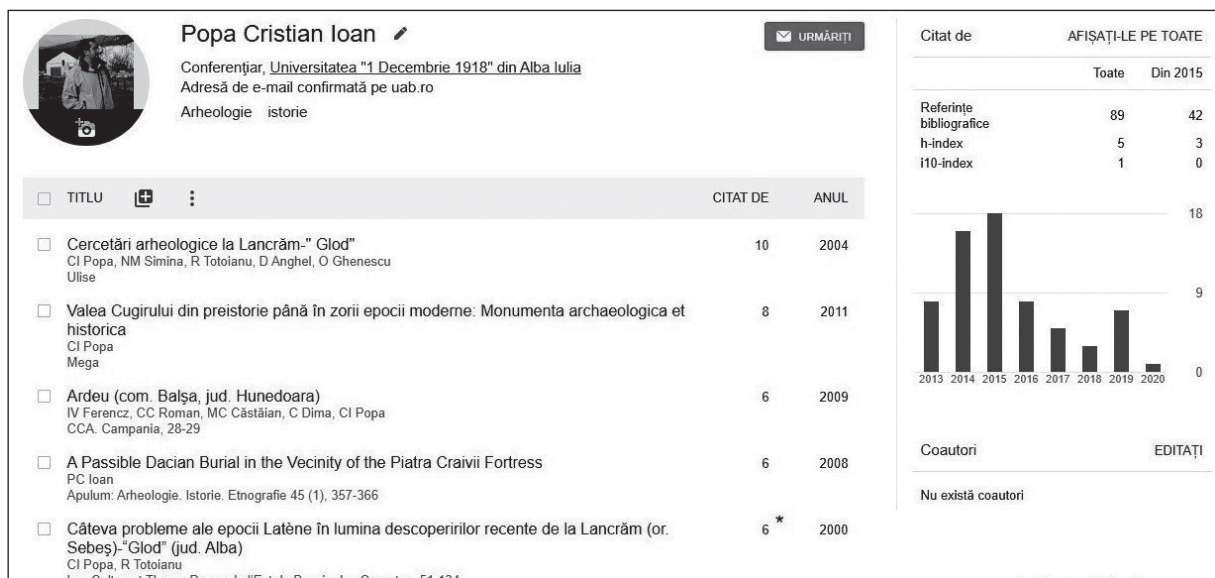 Popa Cristian Ioan
URMĂRIȚI
Conferențiar, Universitatea "1 Decembrie 1918" din Alba Iulia
Adresă de e-mail confirmată pe uab.ro
Arheologie istorie
TITLU CITAT DE ANUL
Cercetări arheologice la Lancrăm-" Glod" 10 2004
CI Popa, NM Simina, R Totoianu, D Anghel, O Ghenescu
Ulise
Valea Cugirului din preistorie până în zorii epocii moderne: Monumenta archaeologica et 8 2011
historica
CI Popa
Mega
Ardeu (com. Balşa, jud. Hunedoara) 6 2009
IV Ferencz, CC Roman, MC Căstăian, C Dima, CI Popa
CCA. Campania, 28-29
A Passible Dacian Burial in the Vecinity of the Piatra Craivii Fortress 6 2008
PC Ioan
Apulum: Arheologie. Istorie. Etnografie 45 (1), 357-366
Câteva probleme ale epocii Latène în lumina descoperirilor recente de la Lancrăm (or. 6 * 2000
Sebeş)-“Glod” (jud. Alba)
CI Popa, R Totoianu
Citat de AFIȘAȚI-LE PE TOATE
Toate Din 2015
Referințe
bibliografice 89 42
h-index 5 3
i10-index 1 0
18
9
0
2013 2014 2015 2016 2017 2018 2019 2020
Coautori EDITAȚI
Nu există coautori